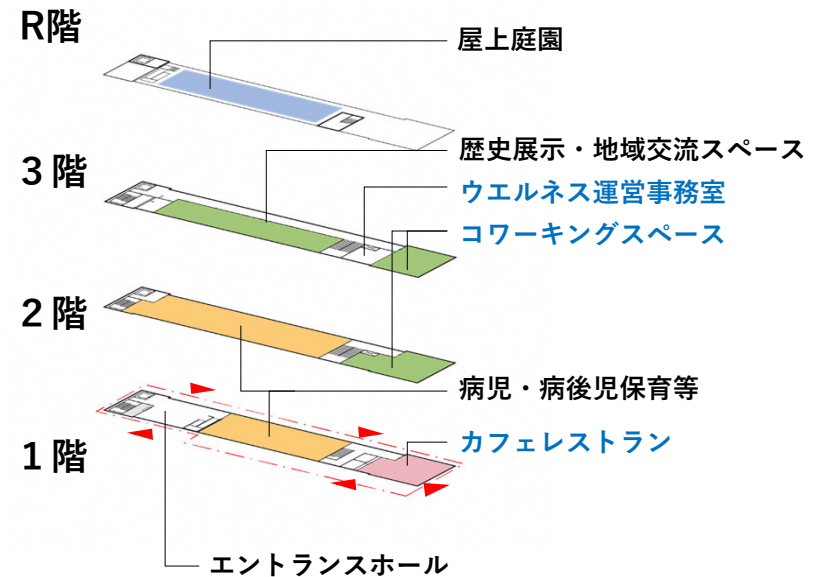 R階
屋上庭園
3階
歴史展示・地域交流スペース
ウエルネス運営事務室
コワーキングスペース
2階
病児・病後児保育等
1階
カフェレストラン
エントランスホール